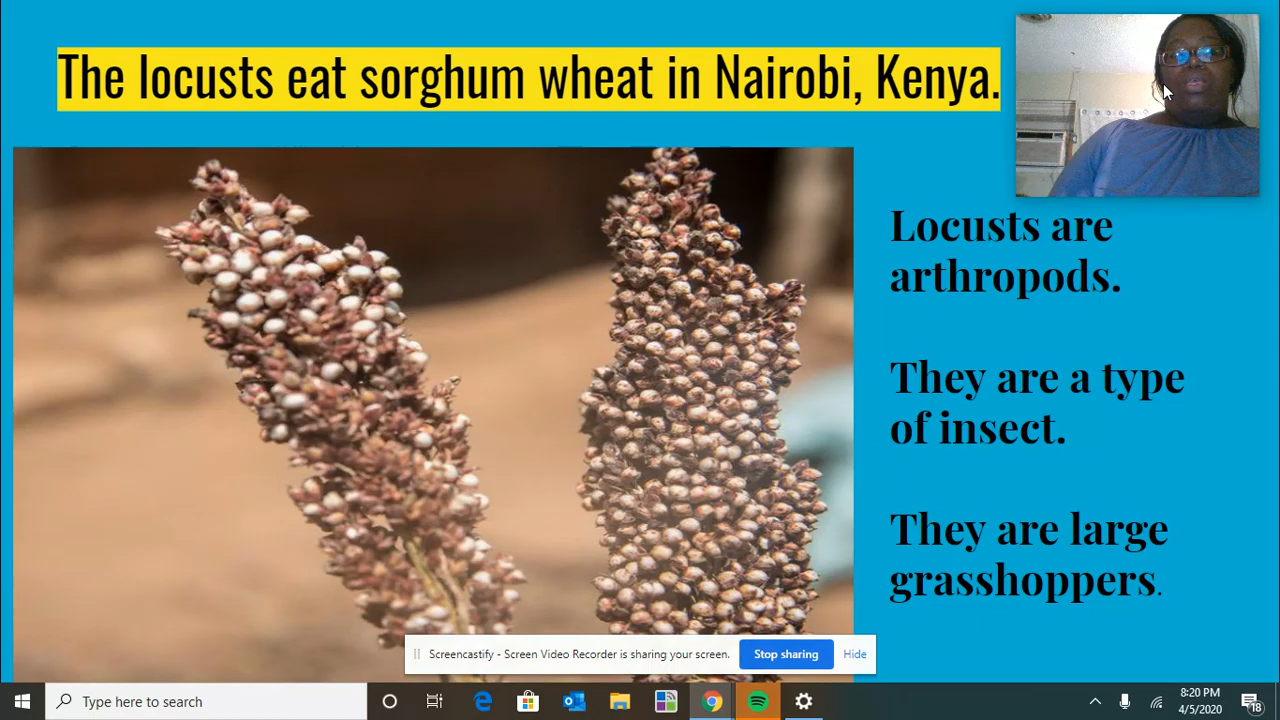 The locusts eat sorghum wheat in Nairobi, Kenya.
Locusts are
arthropods.
They are a type
of insect.
They are large
grasshoppers.
Screencastify - Screen Video Recorder is sharing your screen.
Stop sharing
Hide
Type here to search
8:20 PM
4/5/2020
18